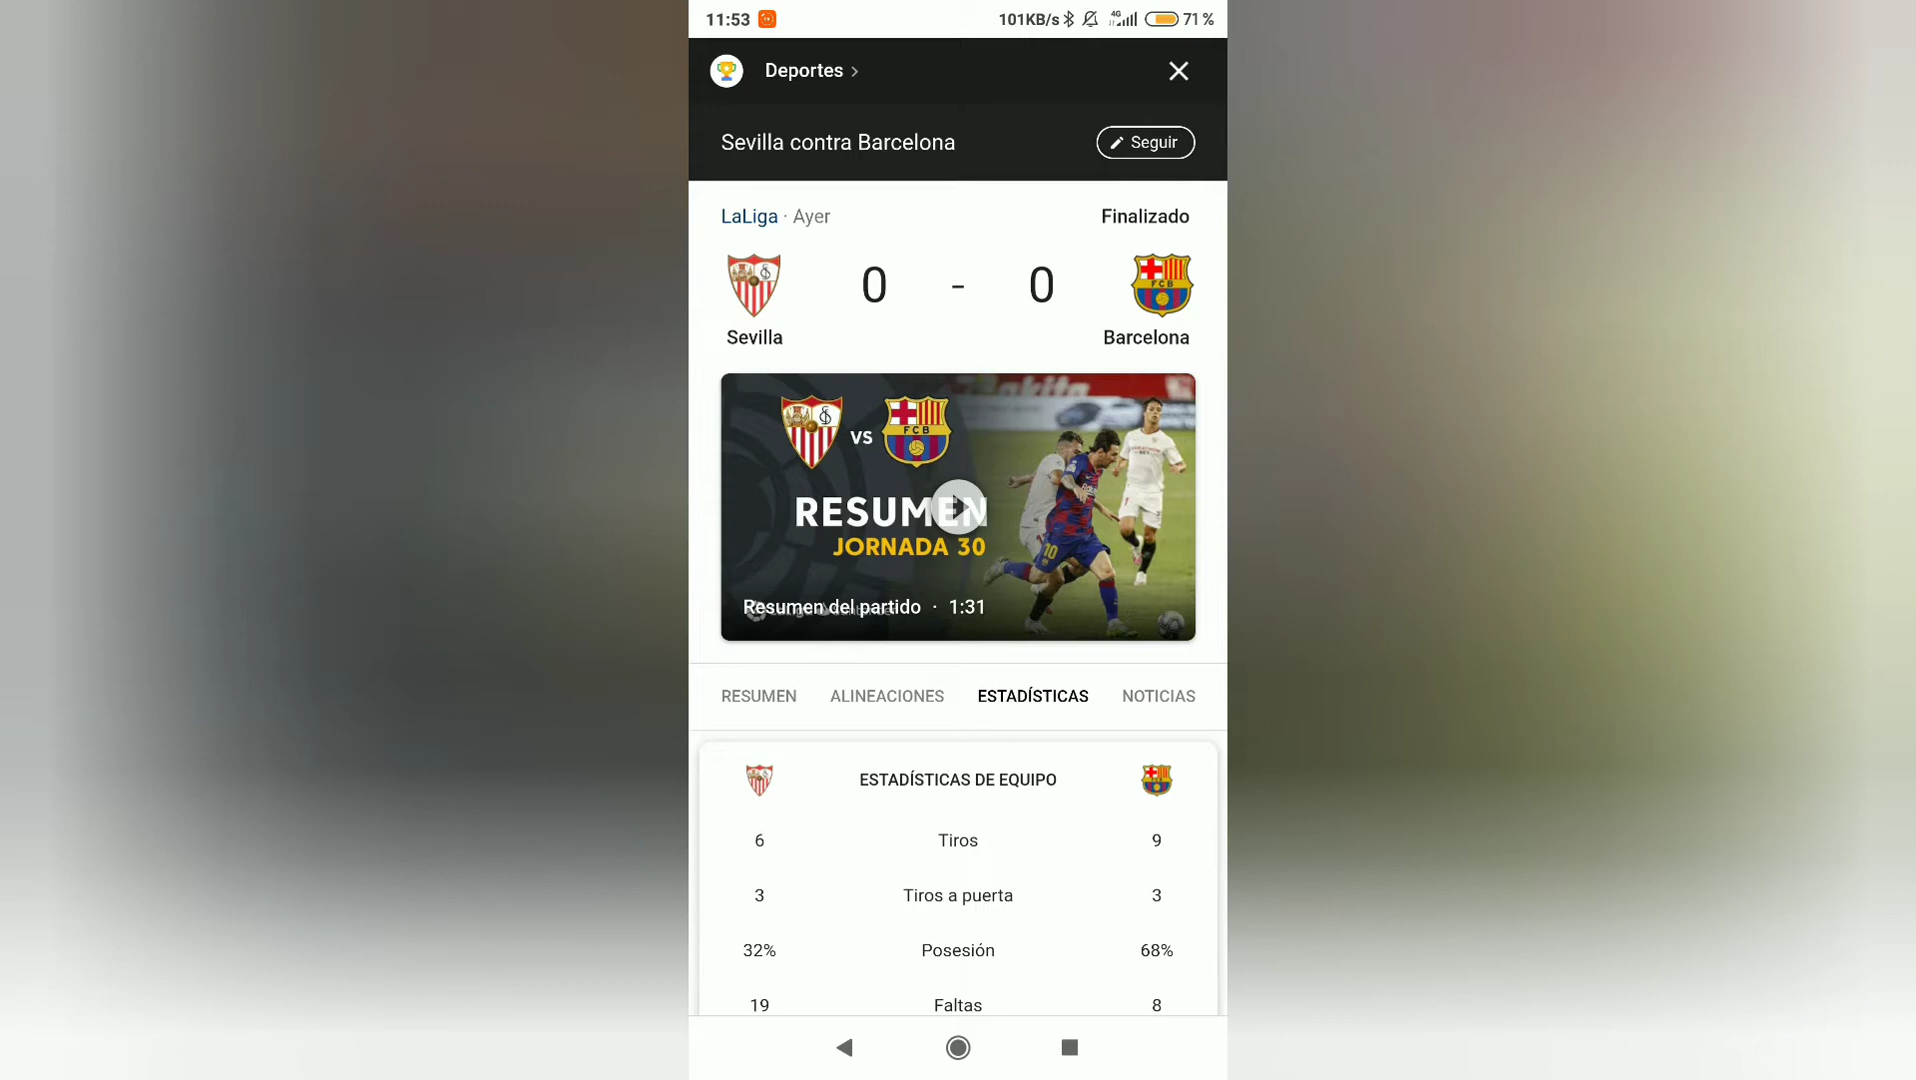 11:53
101KB/s 4G 71%
Deportes
Sevilla contra Barcelona
Seguir
LaLiga · Ayer
Finalizado
0 - 0
Sevilla
Barcelona
VS
FCB
RESUMEN
JORNADA 30
10
Resumen del partido · 1:31
RESUMEN
ALINEACIONES
ESTADÍSTICAS
NOTICIAS
ESTADÍSTICAS DE EQUIPO
6 Tiros 9
3 Tiros a puerta 3
32% Posesión 68%
19 Faltas 8